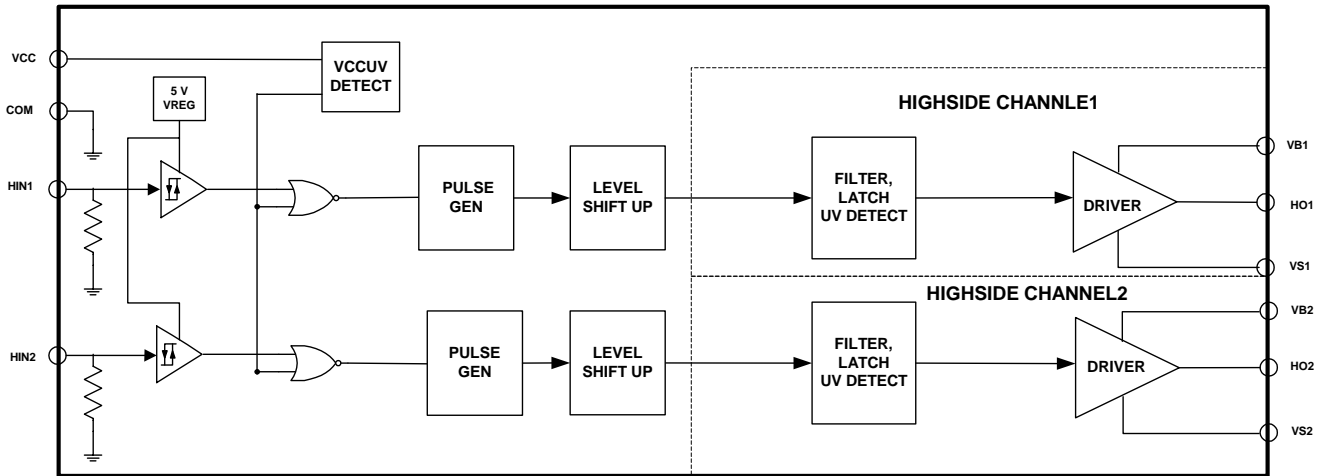 VCC
VCCUV
DETECT
5 V
VREG
COM
HIGHSIDE CHANNLE1
VB1
HIN1
PULSE
GEN
LEVEL
SHIFT UP
FILTER,
LATCH
UV DETECT
DRIVER
HO1
VS1
HIGHSIDE CHANNEL2
VB2
HIN2
PULSE
GEN
LEVEL
SHIFT UP
FILTER,
LATCH
UV DETECT
DRIVER
HO2
VS2